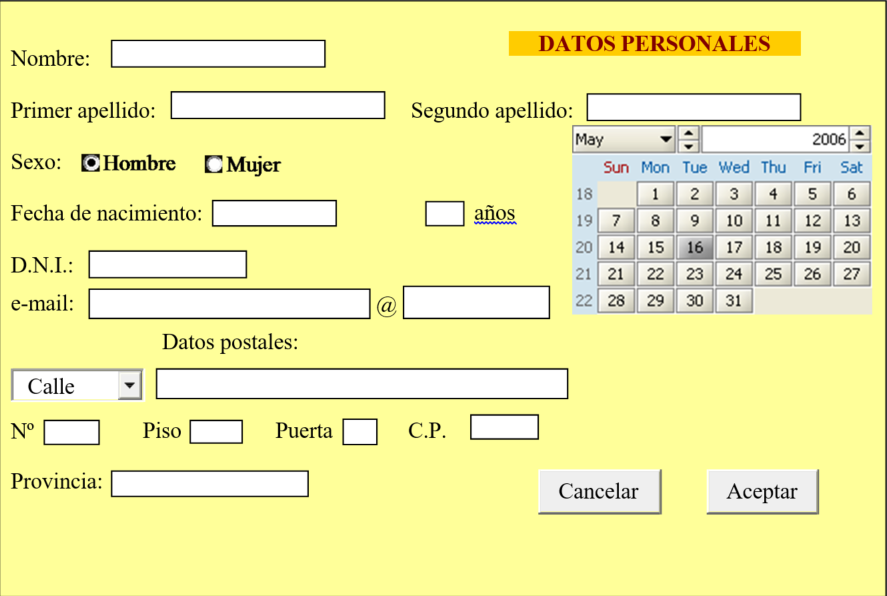 DATOS PERSONALES
Nombre:
Primer apellido: Segundo apellido:
May 2006
Sun Mon Tue Wed Thu Fri Sat
18 1 2 3 4 5 6
19 7 8 9 10 11 12 13
20 14 15 16 17 18 19 20
21 21 22 23 24 25 26 27
22 28 29 30 31
Sexo: Hombre Mujer
Fecha de nacimiento: años
D.N.I.:
e-mail: @
Datos postales:
Calle
Nº Piso Puerta C.P.
Provincia:
Cancelar Aceptar